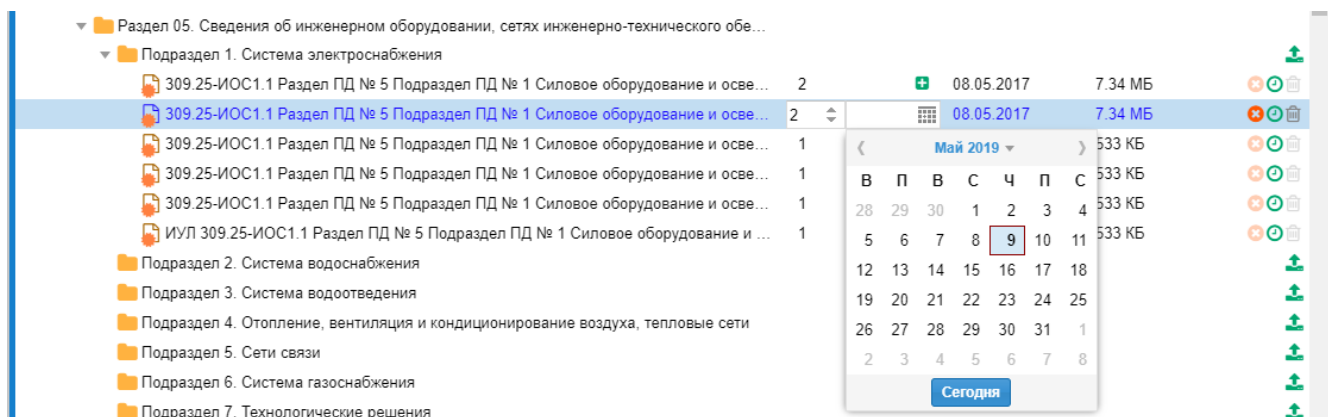 Раздел 05. Сведения об инженерном оборудовании, сетях инженерно-технического обе...
Подраздел 1. Система электроснабжения
309.25-ИОС1.1 Раздел ПД № 5 Подраздел ПД № 1 Силовое оборудование и осве... 2 08.05.2017 7.34 МБ
309.25-ИОС1.1 Раздел ПД № 5 Подраздел ПД № 1 Силовое оборудование и осве... 2 08.05.2017 7.34 МБ
309.25-ИОС1.1 Раздел ПД № 5 Подраздел ПД № 1 Силовое оборудование и осве... 1 533 КБ
309.25-ИОС1.1 Раздел ПД № 5 Подраздел ПД № 1 Силовое оборудование и осве... 1 533 КБ
309.25-ИОС1.1 Раздел ПД № 5 Подраздел ПД № 1 Силовое оборудование и осве... 1 533 КБ
ИУЛ 309.25-ИОС1.1 Раздел ПД № 5 Подраздел ПД № 1 Силовое оборудование и ... 1 533 КБ
Подраздел 2. Система водоснабжения
Подраздел 3. Система водоотведения
Подраздел 4. Отопление, вентиляция и кондиционирование воздуха, тепловые сети
Подраздел 5. Сети связи
Подраздел 6. Система газоснабжения
Подраздел 7. Технологические решения
Май 2019
В П В С Ч П С
28 29 30 1 2 3 4
5 6 7 8 9 10 11
12 13 14 15 16 17 18
19 20 21 22 23 24 25
26 27 28 29 30 31 1
2 3 4 5 6 7 8
Сегодня